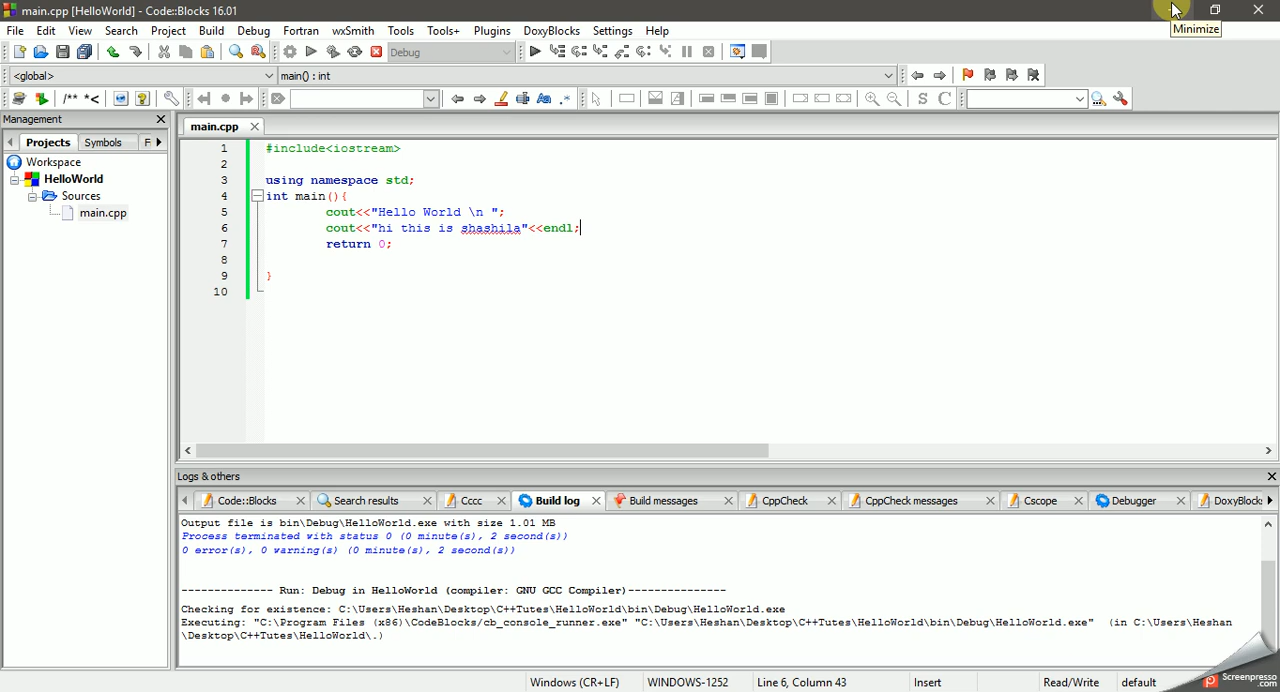 main.cpp [HelloWorld] - Code::Blocks 16.01
Minimize
File Edit View Search Project Build Debug Fortran wxSmith Tools Tools+ Plugins DoxyBlocks Settings Help
Debug
<global> main() : int
/** *<
S C
Management
Projects Symbols F
Workspace
HelloWorld
Sources
main.cpp
main.cpp
1 #include<iostream>
2
3 using namespace std;
4 int main(){
5 cout<<"Hello World \n ";
6 cout<<"hi this is shashila"<<endl;
7 return 0;
8
9 }
10
Logs & others
Code::Blocks Search results Cccc Build log Build messages CppCheck CppCheck messages Cscope Debugger DoxyBlock
Output file is bin\Debug\HelloWorld.exe with size 1.01 MB
Process terminated with status 0 (0 minute(s), 2 second(s))
0 error(s), 0 warning(s) (0 minute(s), 2 second(s))
-------------- Run: Debug in HelloWorld (compiler: GNU GCC Compiler)---------------
Checking for existence: C:\Users\Heshan\Desktop\C++Tutes\HelloWorld\bin\Debug\HelloWorld.exe
Executing: "C:\Program Files (x86)\CodeBlocks/cb_console_runner.exe" "C:\Users\Heshan\Desktop\C++Tutes\HelloWorld\bin\Debug\HelloWorld.exe" (in C:\Users\Heshan
\Desktop\C++Tutes\HelloWorld\.)
Windows (CR+LF) WINDOWS-1252 Line 6, Column 43 Insert Read/Write default
Screenpresso
.com